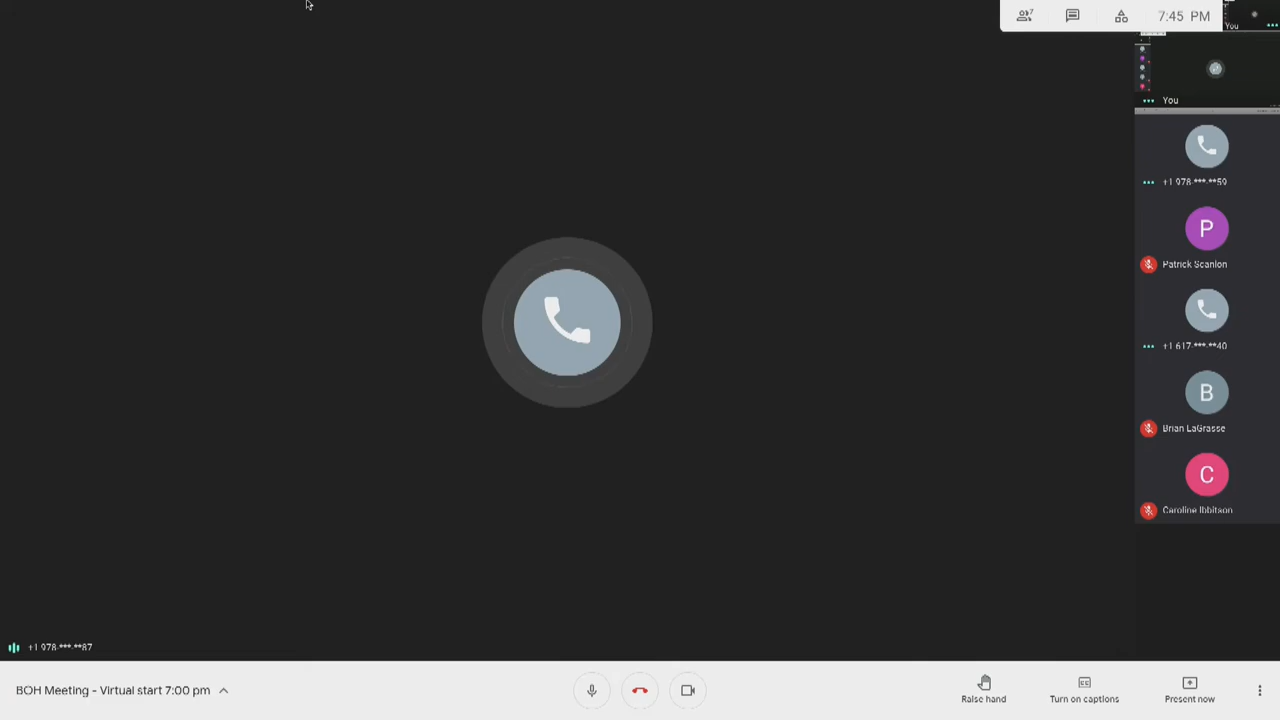 7
7:45 PM
You
You
+1 978-***-**59
P
Patrick Scanlon
+1 617-***-**40
B
Brian LaGrasse
C
Caroline Ibbitson
+1 978-***-**87
BOH Meeting - Virtual start 7:00 pm
Raise hand
Turn on captions
Present now